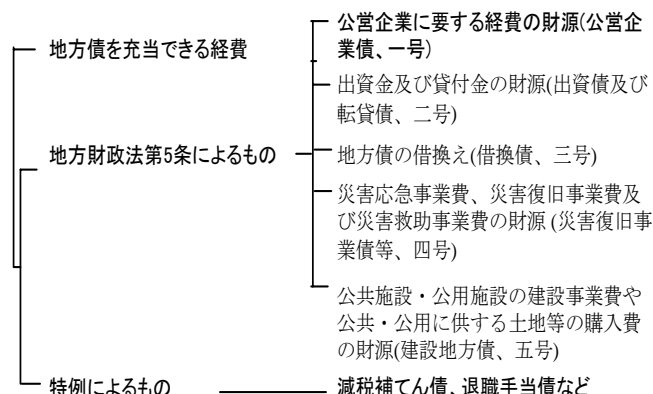 地方債を充当できる経費
公営企業に要する経費の財源(公営企
業債、一号)
出資金及び貸付金の財源(出資債及び
転貸債、二号)
地方財政法第5条によるもの
地方債の借換え(借換債、三号)
災害応急事業費、災害復旧事業費及
び災害救助事業費の財源 (災害復旧事
業債等、四号)
公共施設・公用施設の建設事業費や
公共・公用に供する土地等の購入費
の財源(建設地方債、五号)
特例によるもの
減税補てん債、退職手当債など